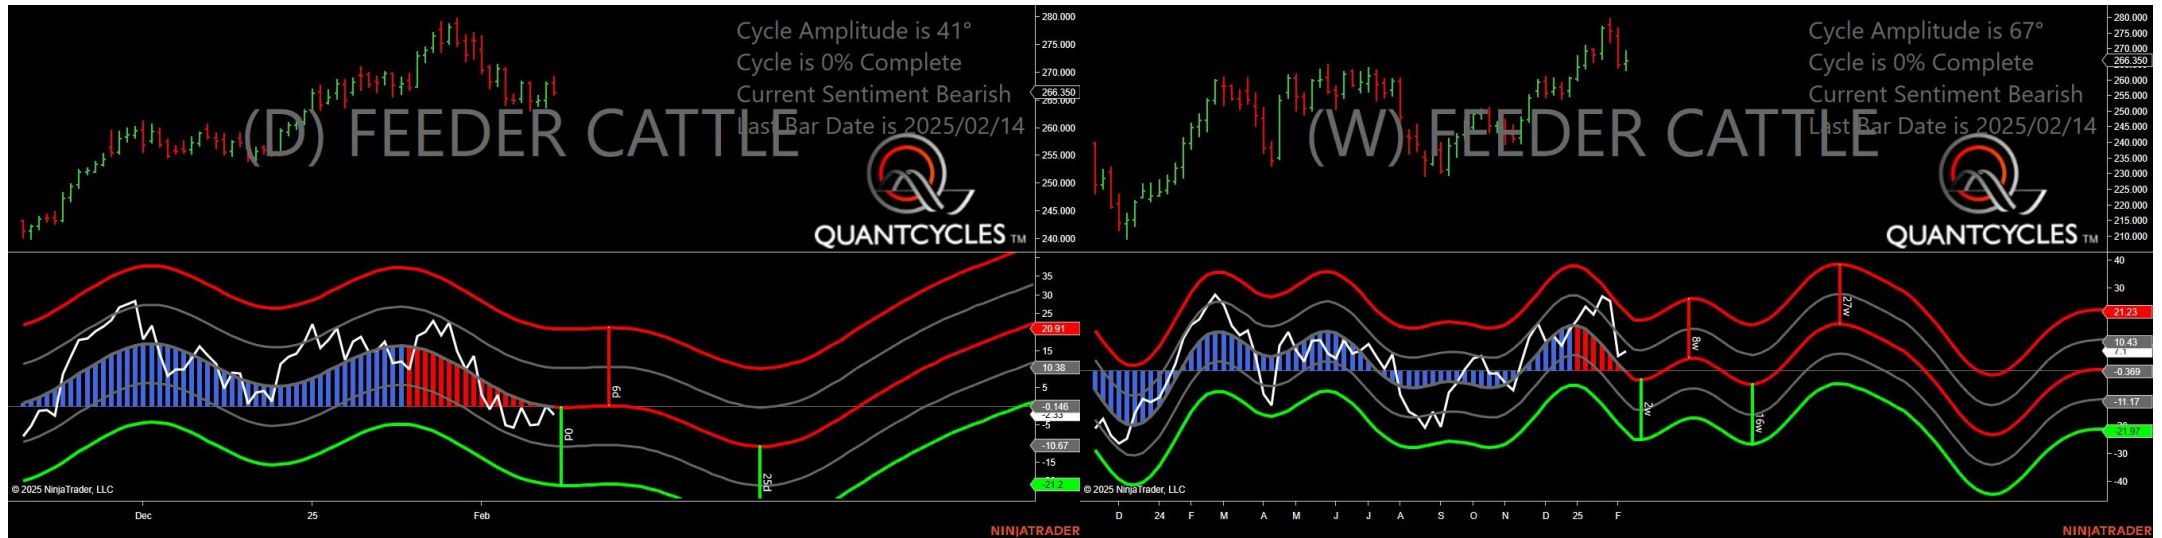 Cycle Amplitude is 41°
Cycle is 0% Complete
Current Sentiment Bearish
Last Bar Date is 2025/02/14
(D) FEEDER CATTLE
QUANTCYCLES TM
280.000
275.000
270.000
266.350
265.000
260.000
255.000
250.000
245.000
240.000
35
30
25
20.91
15
10.38
5
-0.146
-2.33
-5
-10.67
-15
-21.2
6d
0d
25d
© 2025 NinjaTrader, LLC
Dec
25
Feb
NINJATRADER
Cycle Amplitude is 67°
Cycle is 0% Complete
Current Sentiment Bearish
Last Bar Date is 2025/02/14
(W) FEEDER CATTLE
QUANTCYCLES TM
280.000
275.000
270.000
266.350
260.000
255.000
250.000
245.000
240.000
235.000
230.000
225.000
220.000
215.000
210.000
40
30
21.23
10.43
7.1
-0.369
-11.17
-21.97
-30
-40
2w
8w
16w
27w
© 2025 NinjaTrader, LLC
D 24 F M A M J J A S O N D 25 F
NINJATRADER